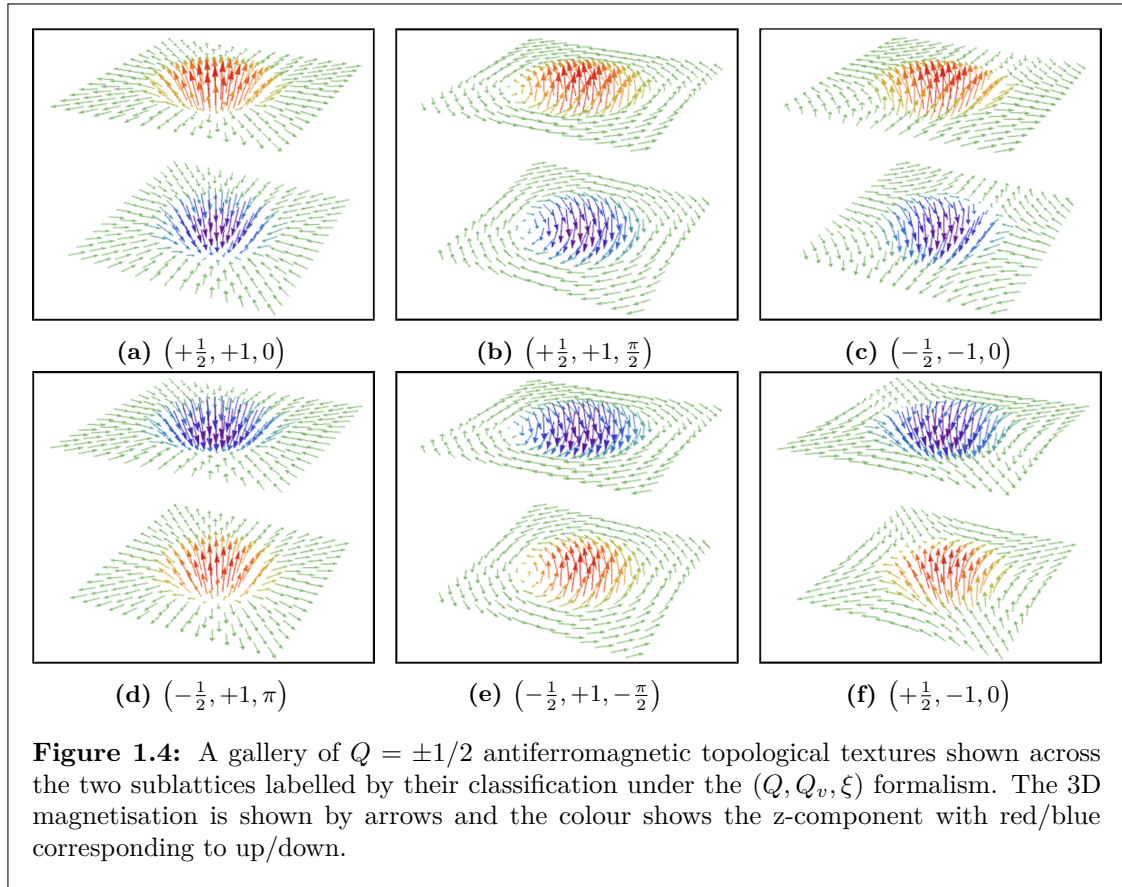 (a) (+1/2, +1, 0)
(b) (+1/2, +1, π/2)
(c) (−1/2, −1, 0)
(d) (−1/2, +1, π)
(e) (−1/2, +1, −π/2)
(f) (+1/2, −1, 0)
Figure 1.4: A gallery of Q = ±1/2 antiferromagnetic topological textures shown across
the two sublattices labelled by their classification under the (Q, Qᵥ, ξ) formalism. The 3D
magnetisation is shown by arrows and the colour shows the z-component with red/blue
corresponding to up/down.